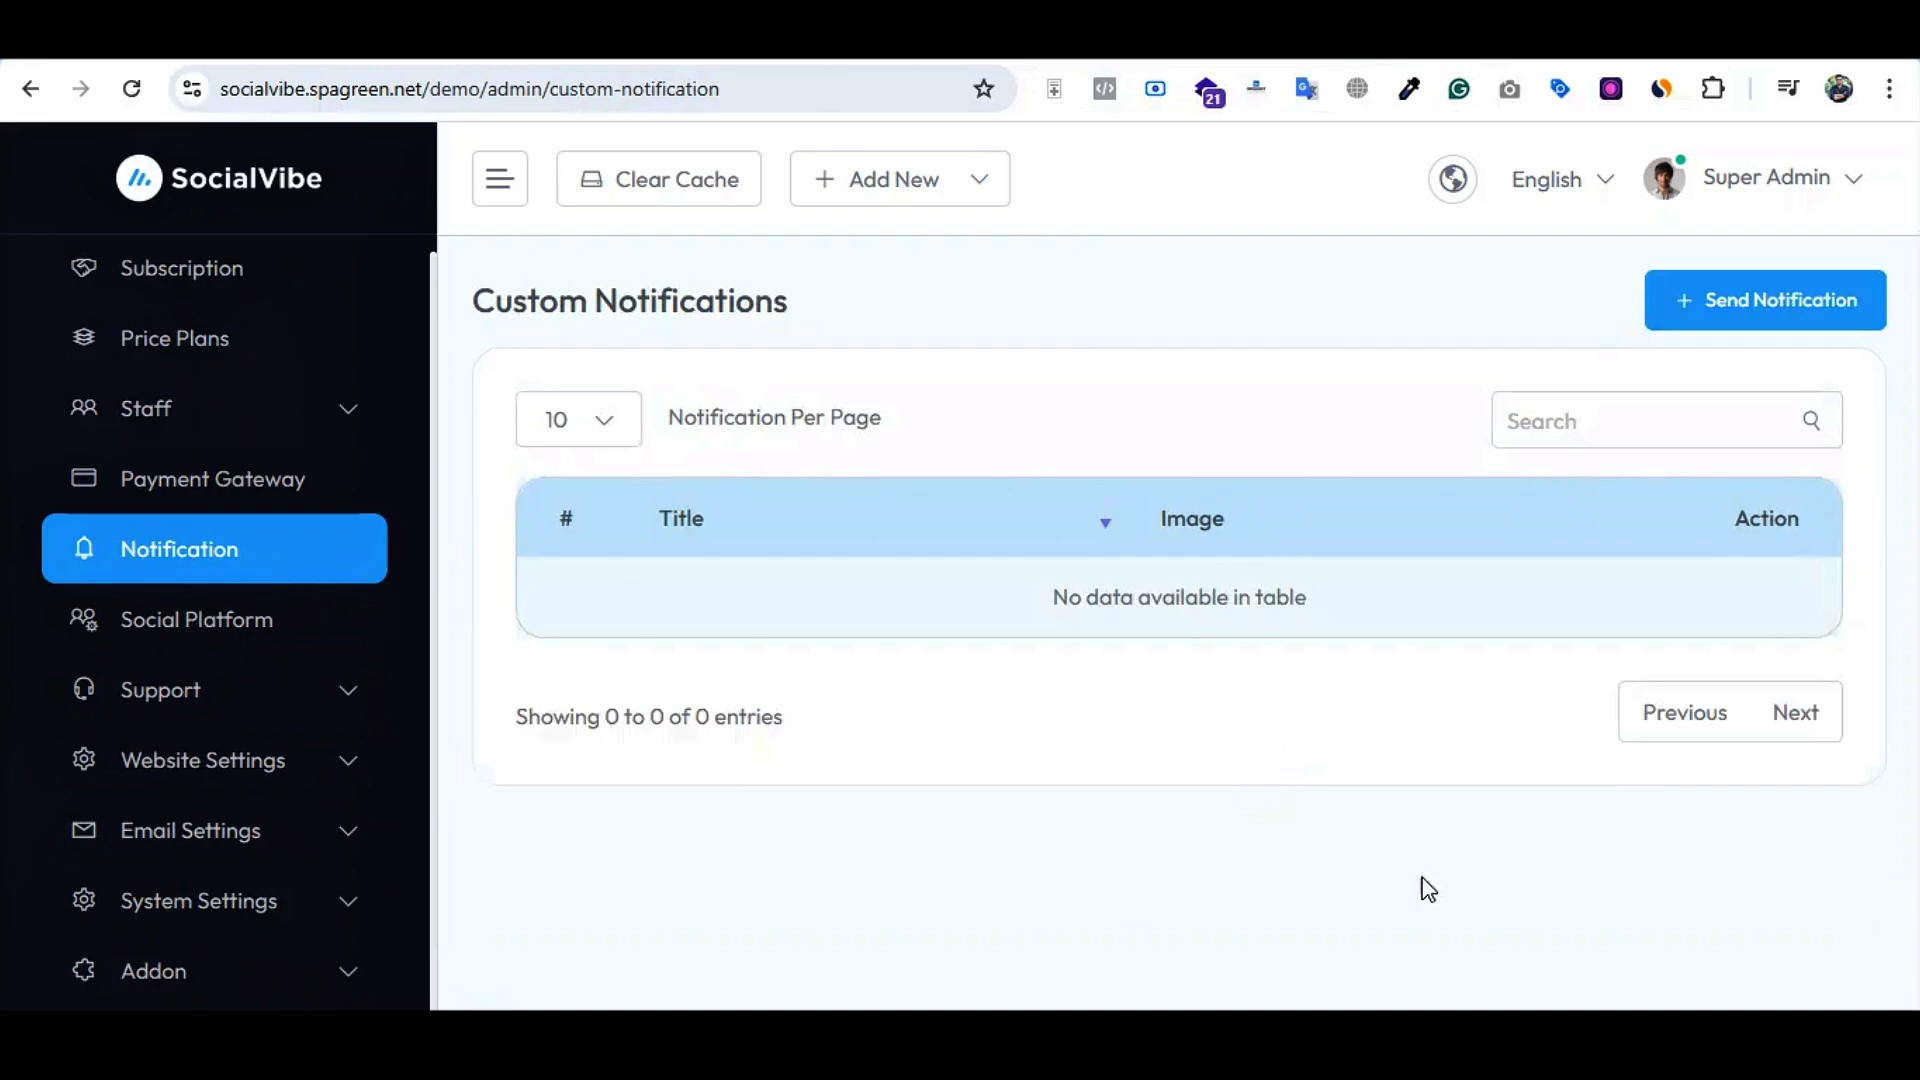 socialvibe.spagreen.net/demo/admin/custom-notification
21
SocialVibe
Clear Cache
Add New
English
Super Admin
Subscription
Price Plans
Staff
Payment Gateway
Notification
Social Platform
Support
Website Settings
Email Settings
System Settings
Addon
Custom Notifications
+ Send Notification
10
Notification Per Page
Search
# Title Image Action
No data available in table
Showing 0 to 0 of 0 entries
Previous Next